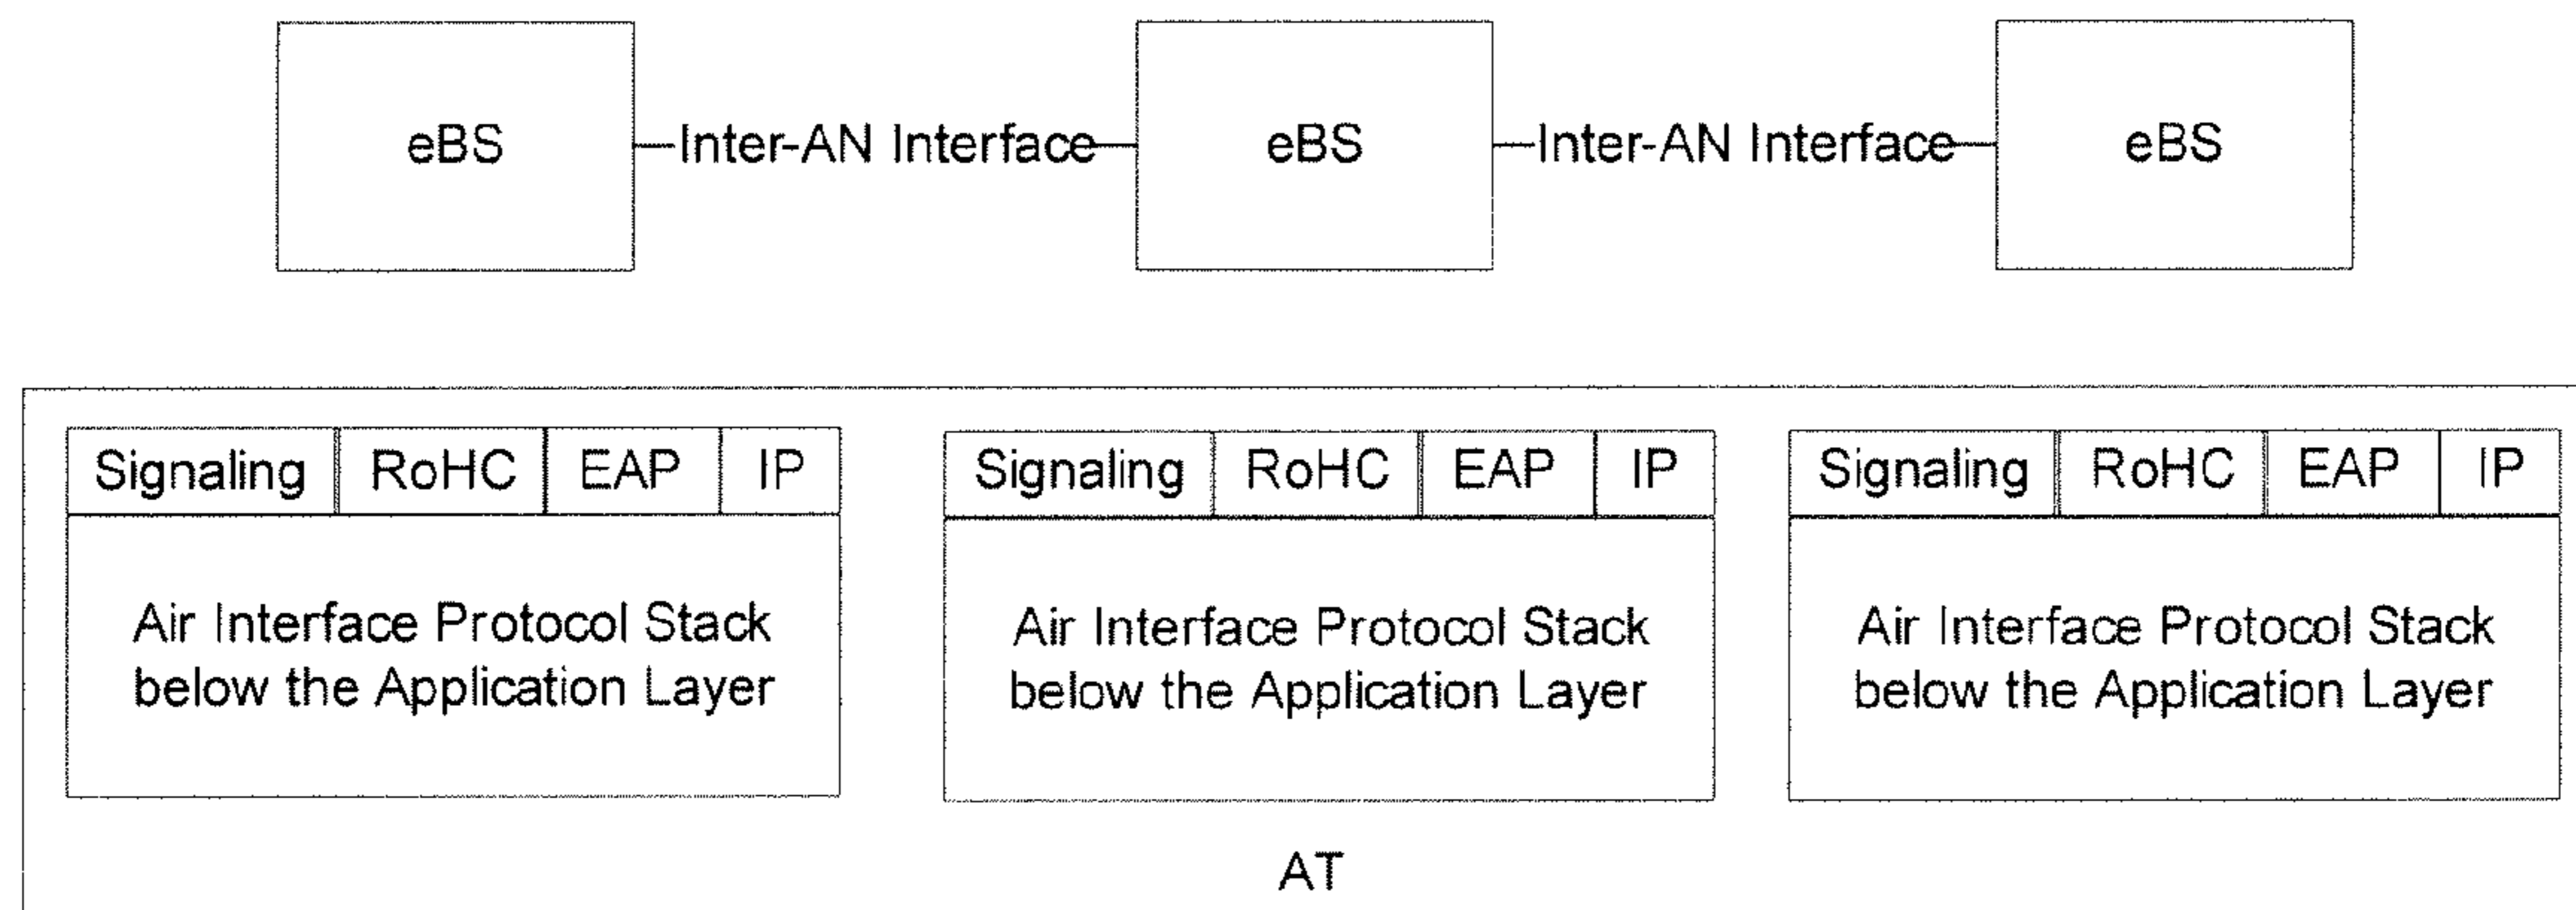 eBS Inter-AN Interface eBS Inter-AN Interface eBS
Signaling RoHC EAP IP Signaling RoHC EAP IP Signaling RoHC EAP IP
Air Interface Protocol Stack Air Interface Protocol Stack Air Interface Protocol Stack
below the Application Layer below the Application Layer below the Application Layer
AT